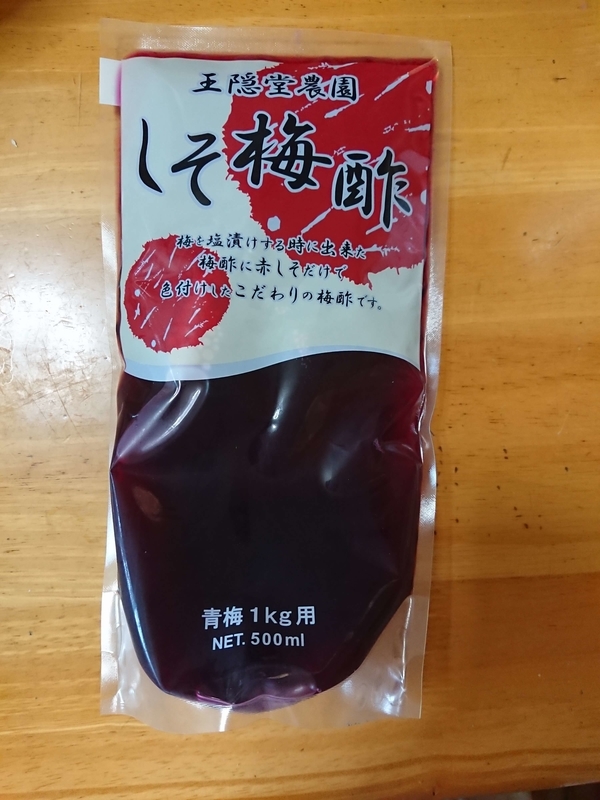 王隠堂農園
しそ梅酢
梅を塩漬けする時に出来た
梅酢に赤しそだけで
色付けしたこだわりの梅酢です。
青梅1kg用
NET. 500ml